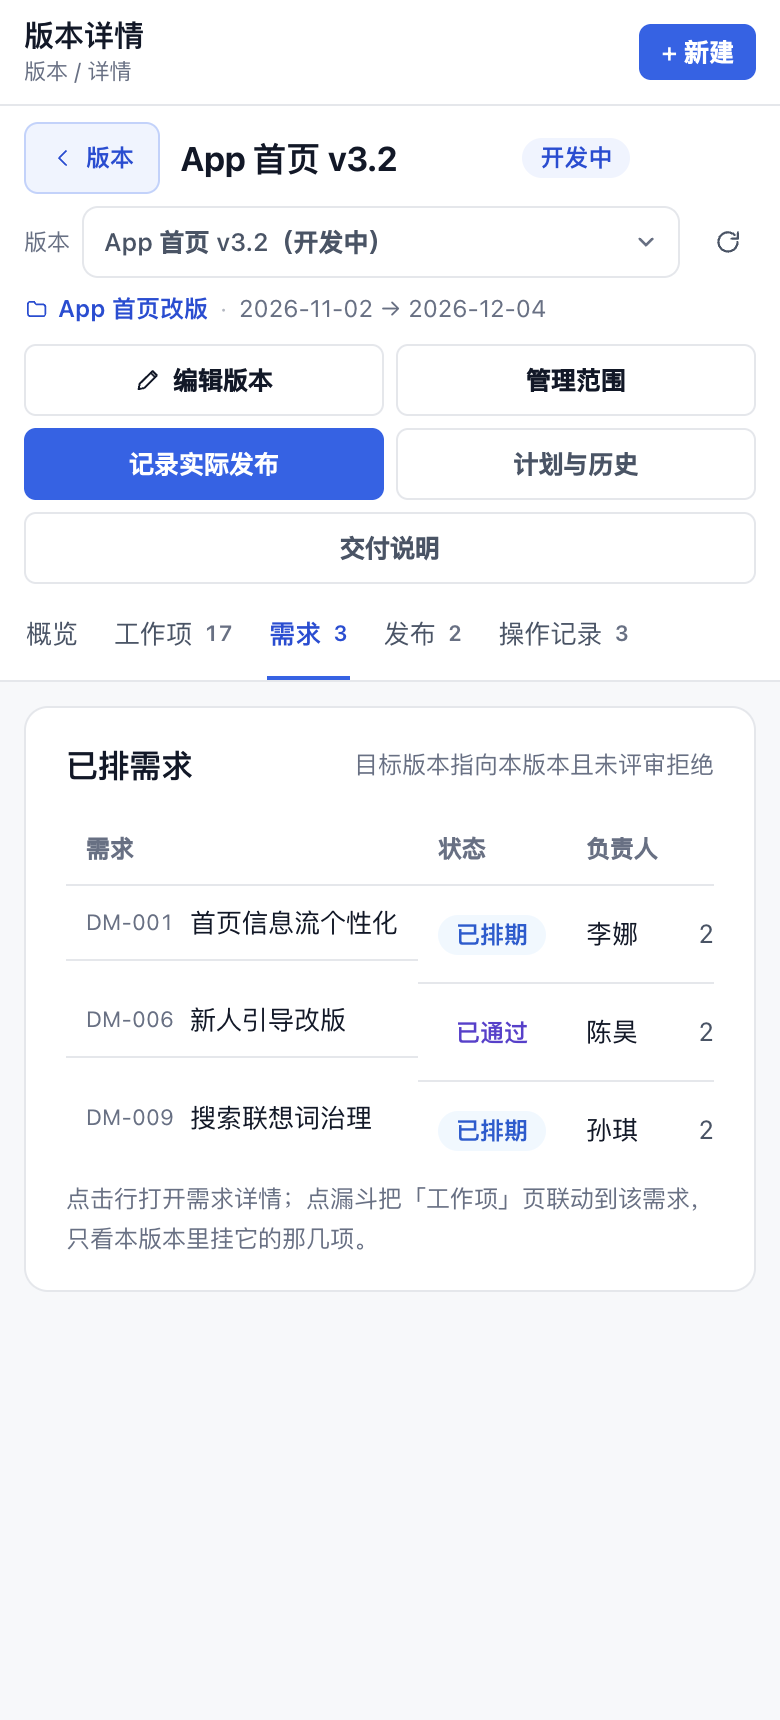 版本详情
版本 / 详情
+ 新建
版本
App 首页 v3.2
开发中
版本
App 首页 v3.2（开发中）
App 首页改版 · 2026-11-02 → 2026-12-04
编辑版本
管理范围
记录实际发布
计划与历史
交付说明
概览 工作项 17 需求 3 发布 2 操作记录 3
已排需求
目标版本指向本版本且未评审拒绝
需求 状态 负责人
DM-001 首页信息流个性化 已排期 李娜 2
DM-006 新人引导改版 已通过 陈昊 2
DM-009 搜索联想词治理 已排期 孙琪 2
点击行打开需求详情；点漏斗把「工作项」页联动到该需求，
只看本版本里挂它的那几项。